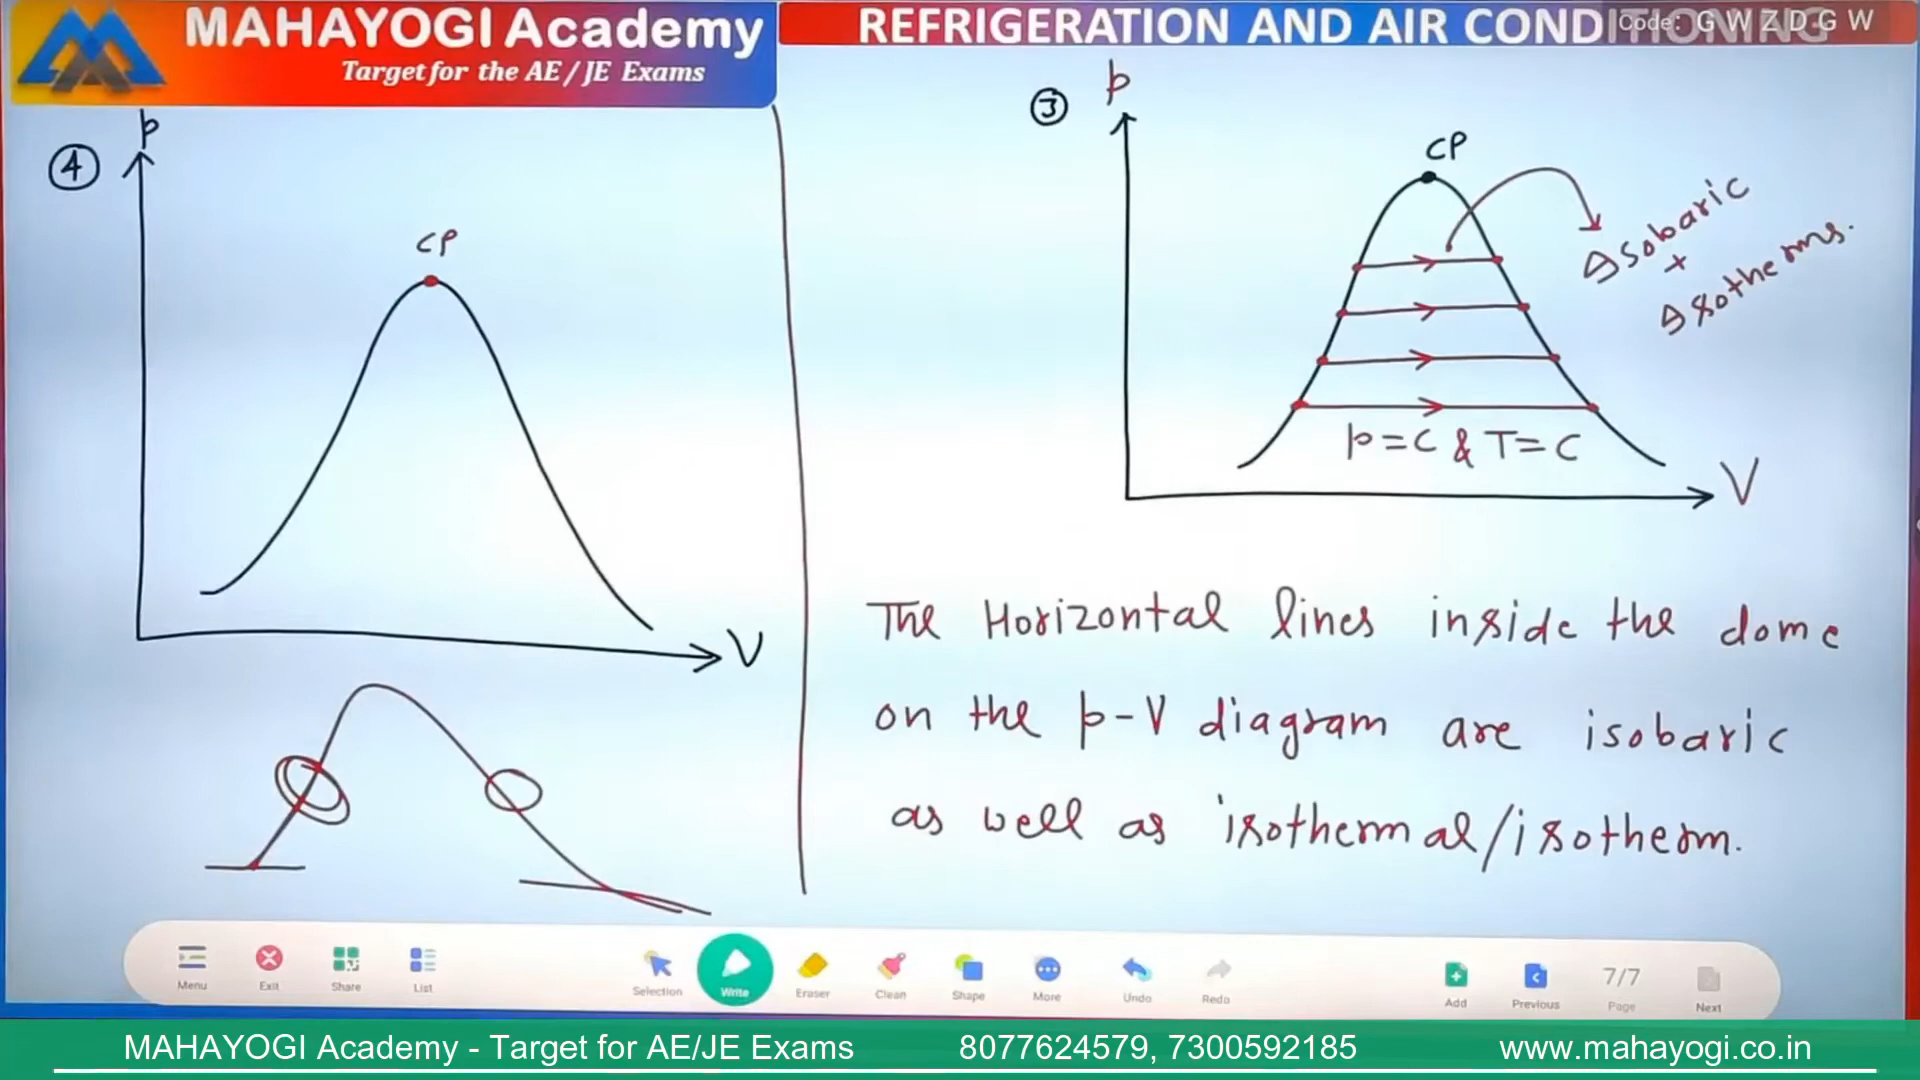 MAHAYOGI Academy
Target for the AE / JE Exams
REFRIGERATION AND AIR CONDITIONING
Code: G W Z D G W
④
p
CP
V
③
p
CP
Isobaric
+
Isotherms.
p = C & T = C
V
The Horizontal lines inside the dome
on the p-V diagram are isobaric
as well as isothermal/isotherm.
Menu
Exit
Share
List
Selection
Write
Eraser
Clean
Shape
More
Undo
Redo
Add
Previous
7/7
Page
Next
MAHAYOGI Academy - Target for AE/JE Exams 8077624579, 7300592185 www.mahayogi.co.in